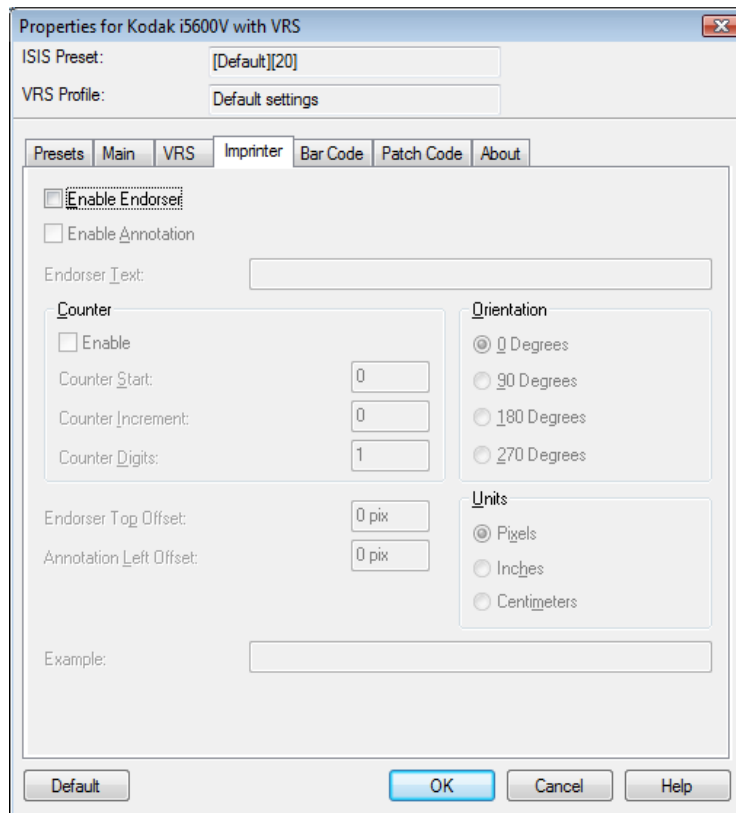 Properties for Kodak i5600V with VRS
ISIS Preset: [Default][20]
VRS Profile: Default settings
Presets Main VRS Imprinter Bar Code Patch Code About
Enable Endorser
Enable Annotation
Endorser Text:
Counter
Enable
Counter Start: 0
Counter Increment: 0
Counter Digits: 1
Orientation
0 Degrees
90 Degrees
180 Degrees
270 Degrees
Endorser Top Offset: 0 pix
Annotation Left Offset: 0 pix
Units
Pixels
Inches
Centimeters
Example:
Default OK Cancel Help